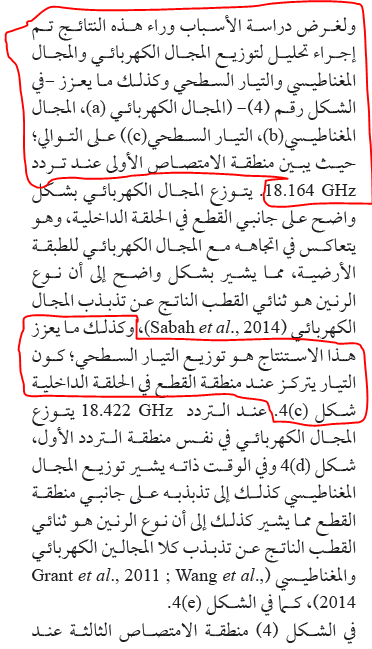 ولغرض دراسة الأسباب وراء هذه النتائج تم
إجراء تحليل لتوزيع المجال الكهربائي والمجال
المغناطيسي والتيار السطحي وكذلك ما يعزز –في
الشكل رقم (4)– (المجال الكهربائي (a)، المجال
المغناطيسي(b)، التيار السطحي(c)) على التوالي؛
حيث يبين منطقة الامتصاص الأولى عند تردد
18.164 GHz. يتوزع المجال الكهربائي بشكل
واضح على جانبي القطع في الحلقة الداخلية، وهو
يتعاكس في اتجاهه مع المجال الكهربائي للطبقة
الأرضية، مما يشير بشكل واضح إلى أن نوع
الرنين هو ثنائي القطب الناتج عن تذبذب المجال
الكهربائي (Sabah et al., 2014)، وكذلك ما يعزز
هذا الاستنتاج هو توزيع التيار السطحي؛ كون
التيار يتركز عند منطقة القطع في الحلقة الداخلية
شكل 4(c). عند التردد 18.422 GHz يتوزع
المجال الكهربائي في نفس منطقة التردد الأول،
شكل 4(d) وفي الوقت ذاته يشير توزيع المجال
المغناطيسي كذلك إلى تذبذبه على جانبي منطقة
القطع مما يشير كذلك إلى أن نوع الرنين هو ثنائي
القطب الناتج عن تذبذب كلا المجالين الكهربائي
والمغناطيسي (Grant et al., 2011 ; Wang et al.,
2014)، كما في الشكل 4(e).
في الشكل (4) منطقة الامتصاص الثالثة عند